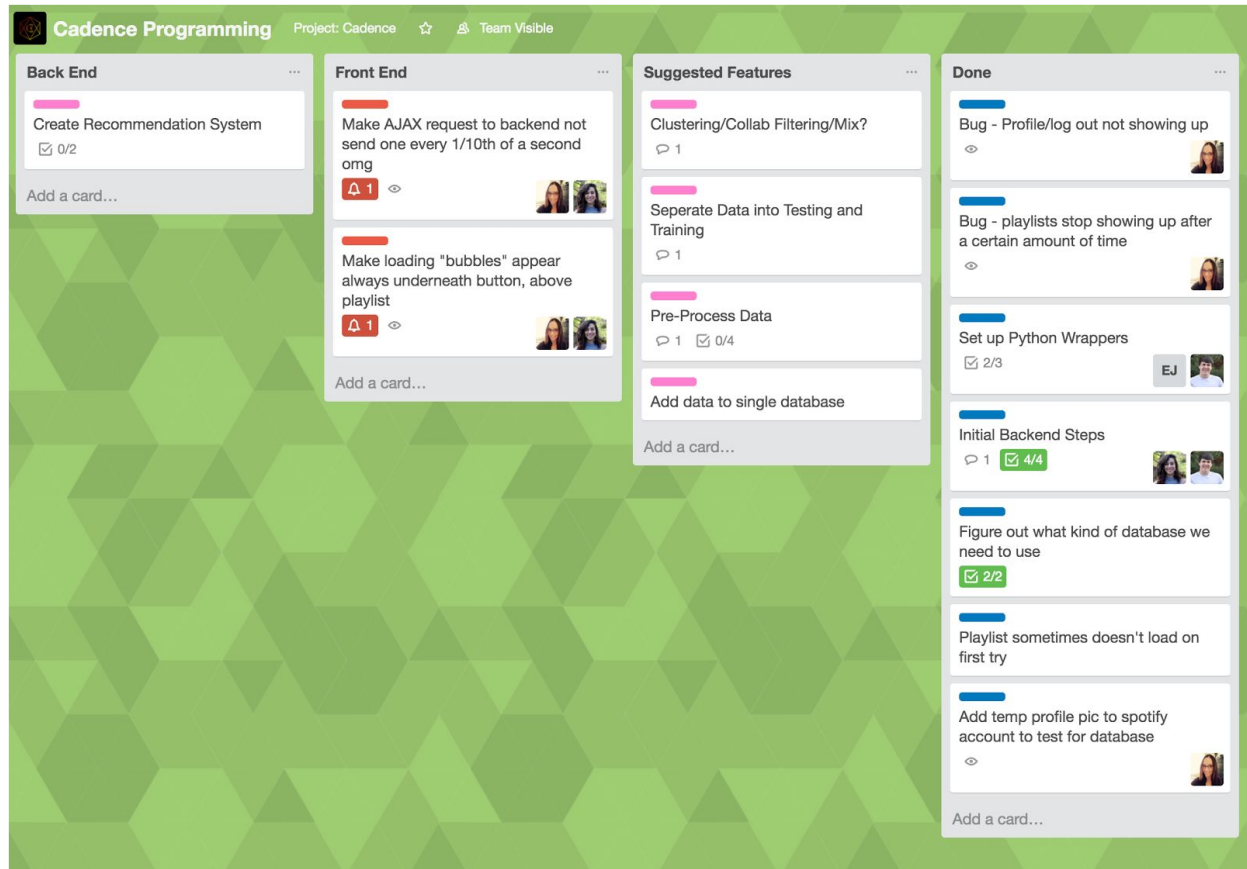 Cadence Programming Project: Cadence Team Visible
Back End
Create Recommendation System
0/2
Add a card...
Front End
Make AJAX request to backend not
send one every 1/10th of a second
omg
1
Make loading "bubbles" appear
always underneath button, above
playlist
1
Add a card...
Suggested Features
Clustering/Collab Filtering/Mix?
1
Seperate Data into Testing and
Training
1
Pre-Process Data
1 0/4
Add data to single database
Add a card...
Done
Bug - Profile/log out not showing up
Bug - playlists stop showing up after
a certain amount of time
Set up Python Wrappers
2/3
EJ
Initial Backend Steps
1 4/4
Figure out what kind of database we
need to use
2/2
Playlist sometimes doesn't load on
first try
Add temp profile pic to spotify
account to test for database
Add a card...